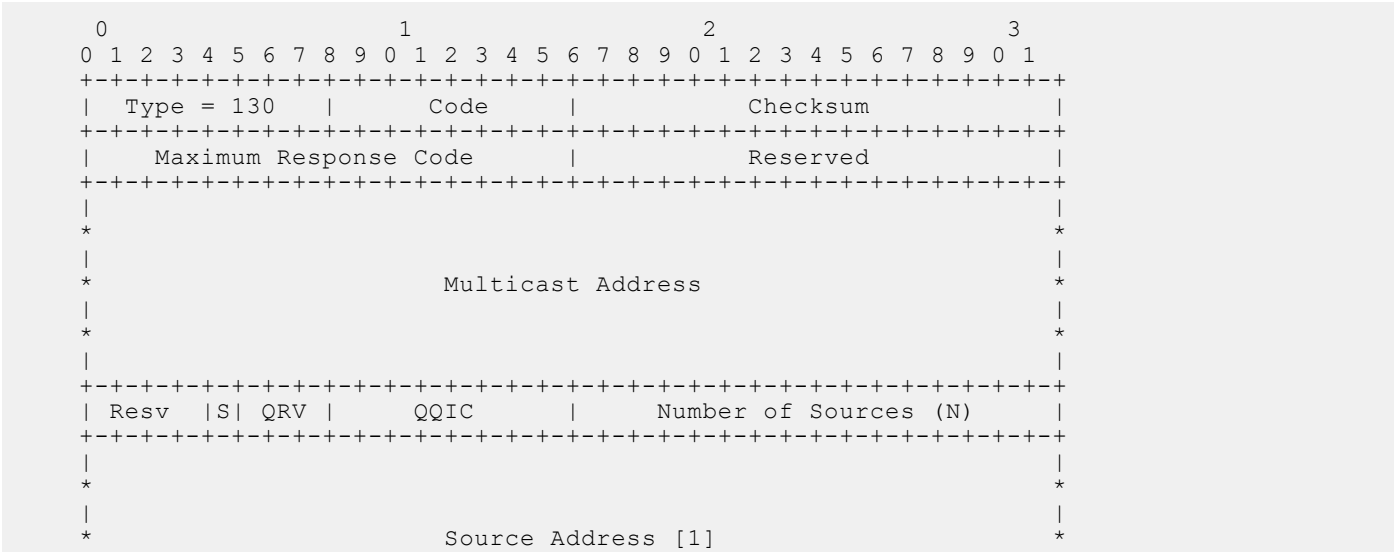 0                   1                   2                   3
 0 1 2 3 4 5 6 7 8 9 0 1 2 3 4 5 6 7 8 9 0 1 2 3 4 5 6 7 8 9 0 1
+-+-+-+-+-+-+-+-+-+-+-+-+-+-+-+-+-+-+-+-+-+-+-+-+-+-+-+-+-+-+-+-+
|  Type = 130   |      Code     |           Checksum            |
+-+-+-+-+-+-+-+-+-+-+-+-+-+-+-+-+-+-+-+-+-+-+-+-+-+-+-+-+-+-+-+-+
|    Maximum Response Code      |           Reserved            |
+-+-+-+-+-+-+-+-+-+-+-+-+-+-+-+-+-+-+-+-+-+-+-+-+-+-+-+-+-+-+-+-+
|                                                               |
*                                                               *
|                                                               |
*                       Multicast Address                       *
|                                                               |
*                                                               *
|                                                               |
+-+-+-+-+-+-+-+-+-+-+-+-+-+-+-+-+-+-+-+-+-+-+-+-+-+-+-+-+-+-+-+-+
| Resv  |S| QRV |     QQIC      |     Number of Sources (N)     |
+-+-+-+-+-+-+-+-+-+-+-+-+-+-+-+-+-+-+-+-+-+-+-+-+-+-+-+-+-+-+-+-+
|                                                               |
*                                                               *
|                                                               |
*                       Source Address [1]                      *